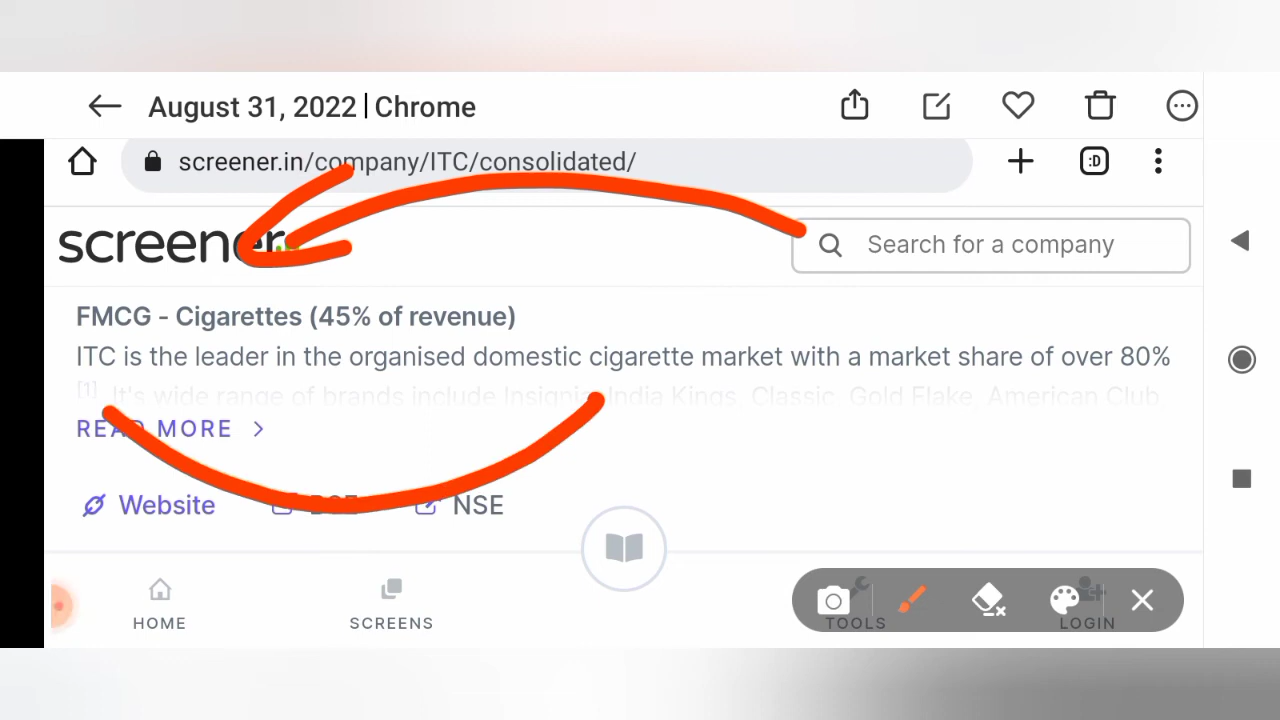 August 31, 2022 | Chrome
screener.in/company/ITC/consolidated/
:D
screener
Search for a company
FMCG - Cigarettes (45% of revenue)
ITC is the leader in the organised domestic cigarette market with a market share of over 80%
[1]. It's wide range of brands include Insignia, India Kings, Classic, Gold Flake, American Club
READ MORE
Website BSE NSE
HOME SCREENS TOOLS LOGIN